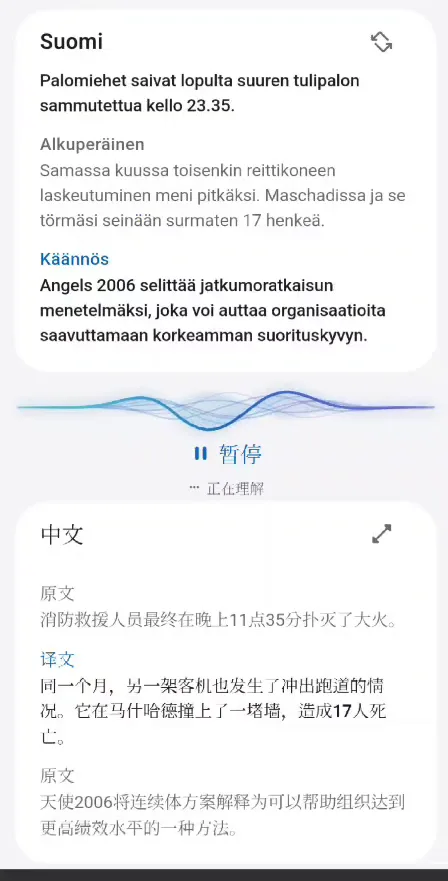 Suomi
Palomiehet saivat lopulta suuren tulipalon
sammutettua kello 23.35.
Alkuperäinen
Samassa kuussa toisenkin reittikoneen
laskeutuminen meni pitkäksi. Maschadissa ja se
törmäsi seinään surmaten 17 henkeä.
Käännös
Angels 2006 selittää jatkumoratkaisun
menetelmäksi, joka voi auttaa organisaatioita
saavuttamaan korkeamman suorituskyvyn.
暂停
··· 正在理解
中文
原文
消防救援人员最终在晚上11点35分扑灭了大火。
译文
同一个月，另一架客机也发生了冲出跑道的情
况。它在马什哈德撞上了一堵墙，造成17人死
亡。
原文
天使2006将连续体方案解释为可以帮助组织达到
更高绩效水平的一种方法。